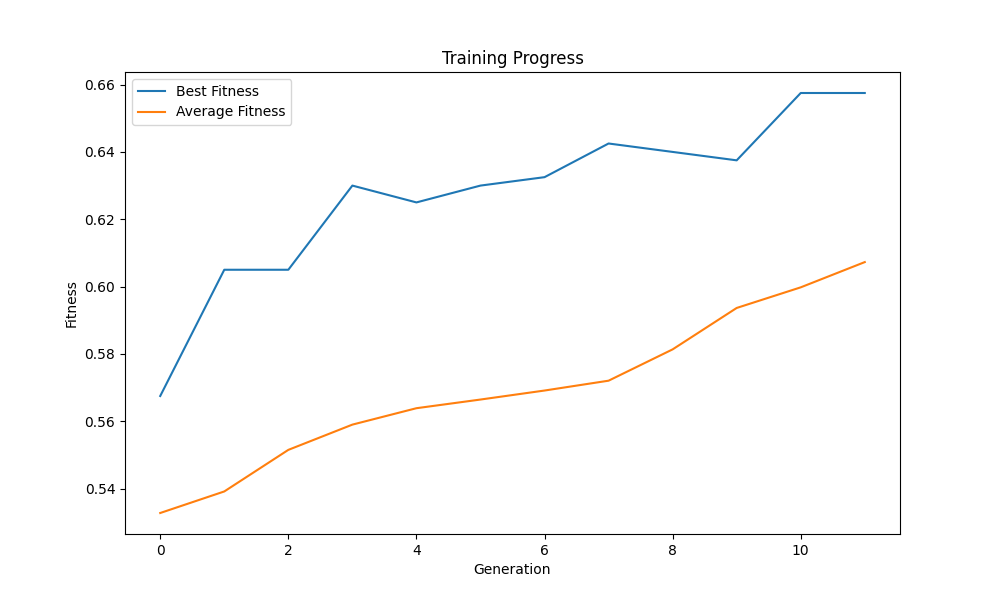 Training Progress
Best Fitness
Average Fitness
0.66
0.64
0.62
0.60
0.58
0.56
0.54
Fitness
0 2 4 6 8 10
Generation